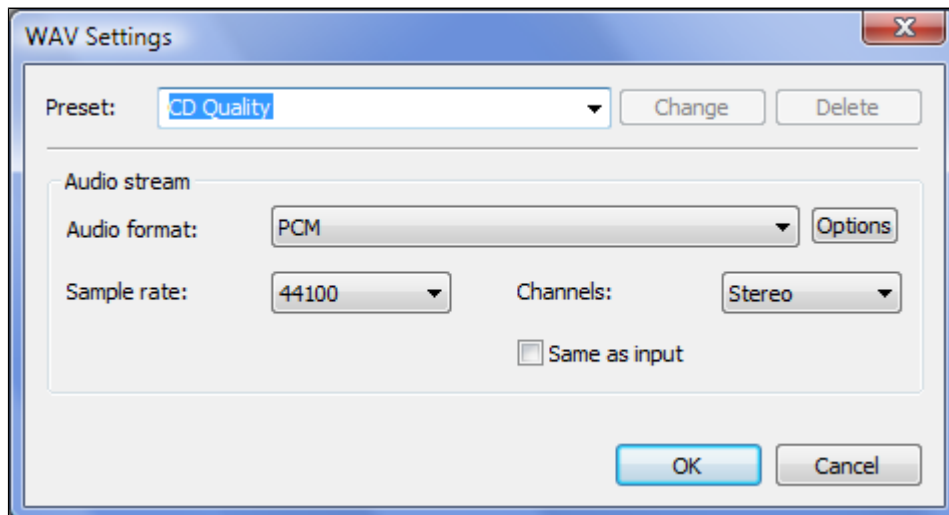 WAV Settings
Preset: CD Quality Change Delete
Audio stream
Audio format: PCM Options
Sample rate: 44100 Channels: Stereo
Same as input
OK Cancel